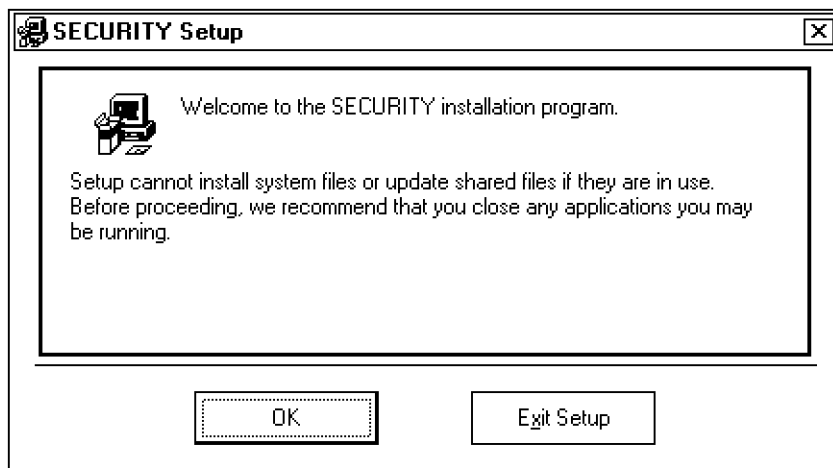 SECURITY Setup
Welcome to the SECURITY installation program.
Setup cannot install system files or update shared files if they are in use.
Before proceeding, we recommend that you close any applications you may
be running.
OK
Exit Setup